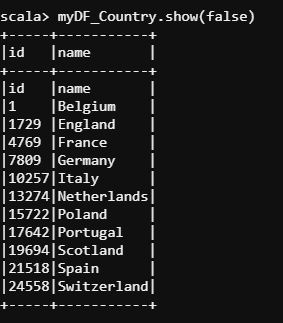 scala> myDF_Country.show(false)
+-----+-----------+
|id   |name       |
+-----+-----------+
|id   |name       |
|1    |Belgium    |
|1729 |England    |
|4769 |France     |
|7809 |Germany    |
|10257|Italy      |
|13274|Netherlands|
|15722|Poland     |
|17642|Portugal   |
|19694|Scotland   |
|21518|Spain      |
|24558|Switzerland|
+-----+-----------+